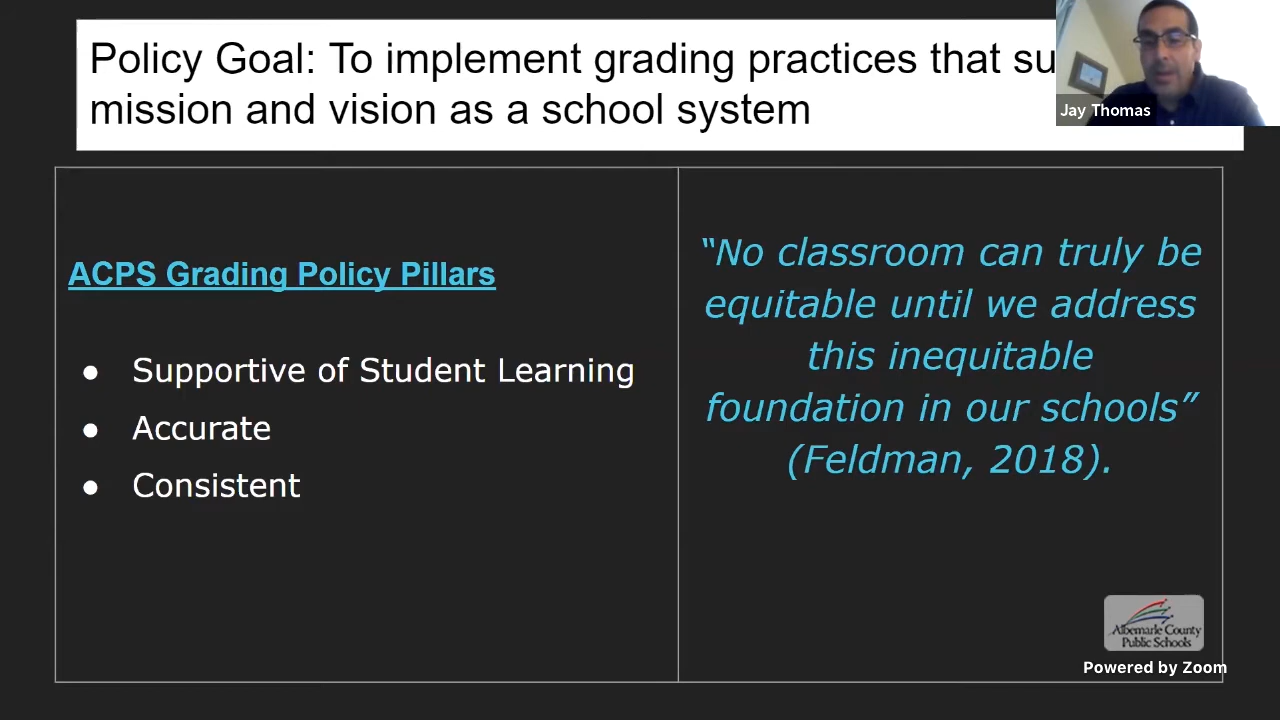 Policy Goal: To implement grading practices that su
mission and vision as a school system
Jay Thomas
ACPS Grading Policy Pillars
● Supportive of Student Learning
● Accurate
● Consistent
“No classroom can truly be
equitable until we address
this inequitable
foundation in our schools”
(Feldman, 2018).
Albemarle County
Public Schools
Powered by Zoom